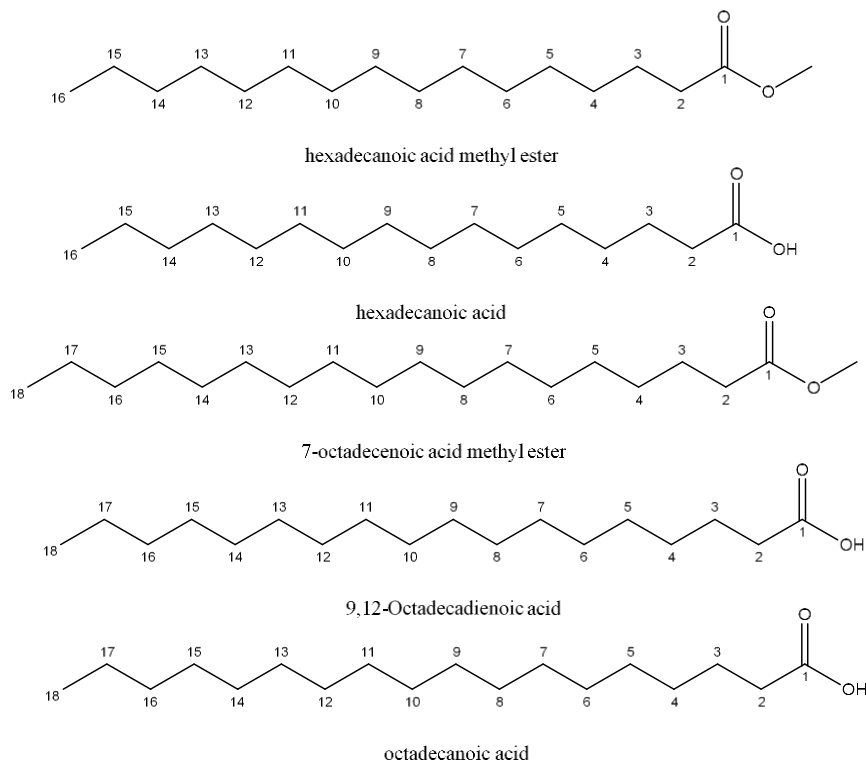 O
15 13 11 9 7 5 3 1 O
16 14 12 10 8 6 4 2
hexadecanoic acid methyl ester
O
15 13 11 9 7 5 3 1
16 14 12 10 8 6 4 2 OH
hexadecanoic acid
O
17 15 13 11 9 7 5 3 1
18 16 14 12 10 8 6 4 2 O
7-octadecenoic acid methyl ester
O
17 15 13 11 9 7 5 3 1
18 16 14 12 10 8 6 4 2 OH
9,12-Octadecadienoic acid
O
17 15 13 11 9 7 5 3 1
18 16 14 12 10 8 6 4 2 OH
octadecanoic acid